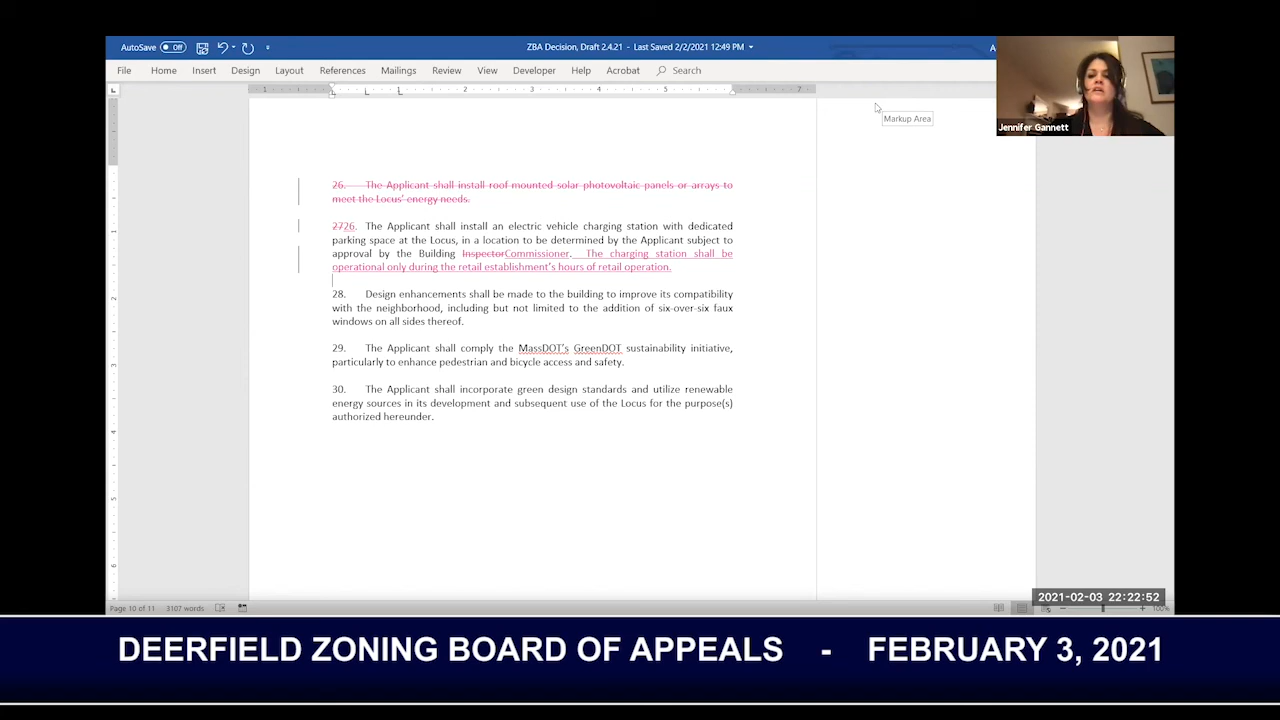 AutoSave Off
ZBA Decision, Draft 2.4.21 - Last Saved 2/2/2021 12:49 PM
File Home Insert Design Layout References Mailings Review View Developer Help Acrobat Search
1 1 2 3 4 5 7
Markup Area
Jennifer Gannett
26. The Applicant shall install roof mounted solar photovoltaic panels or arrays to
meet the Locus' energy needs.
2726. The Applicant shall install an electric vehicle charging station with dedicated
parking space at the Locus, in a location to be determined by the Applicant subject to
approval by the Building InspectorCommissioner. The charging station shall be
operational only during the retail establishment's hours of retail operation.
28. Design enhancements shall be made to the building to improve its compatibility
with the neighborhood, including but not limited to the addition of six-over-six faux
windows on all sides thereof.
29. The Applicant shall comply the MassDOT's GreenDOT sustainability initiative,
particularly to enhance pedestrian and bicycle access and safety.
30. The Applicant shall incorporate green design standards and utilize renewable
energy sources in its development and subsequent use of the Locus for the purpose(s)
authorized hereunder.
2021-02-03 22:22:52
Page 10 of 11 3107 words 100%
DEERFIELD ZONING BOARD OF APPEALS - FEBRUARY 3, 2021